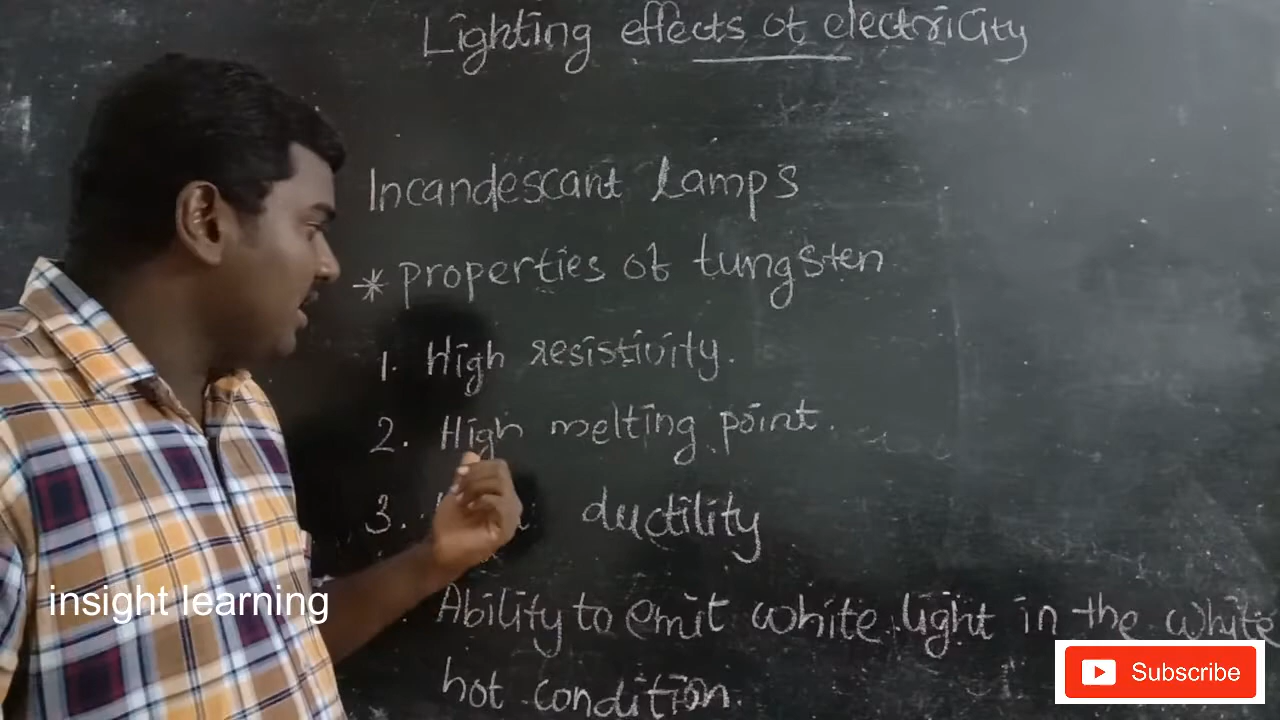 Lighting effects of electricity
Incandescant Lamps
* properties of tungsten
1. High resistivity.
2. High melting point.
3. ductility
Ability to emit white light in the white
hot condition.
insight learning
Subscribe